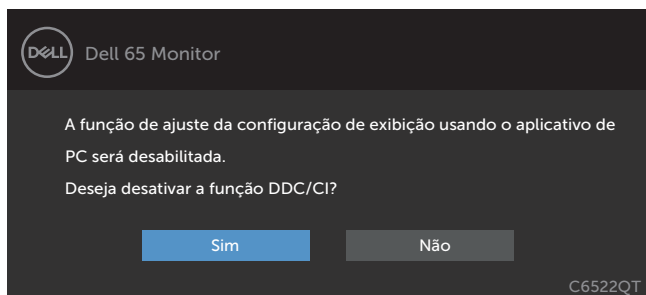 DELL
Dell 65 Monitor
A função de ajuste da configuração de exibição usando o aplicativo de
PC será desabilitada.
Deseja desativar a função DDC/CI?
Sim Não
C6522QT